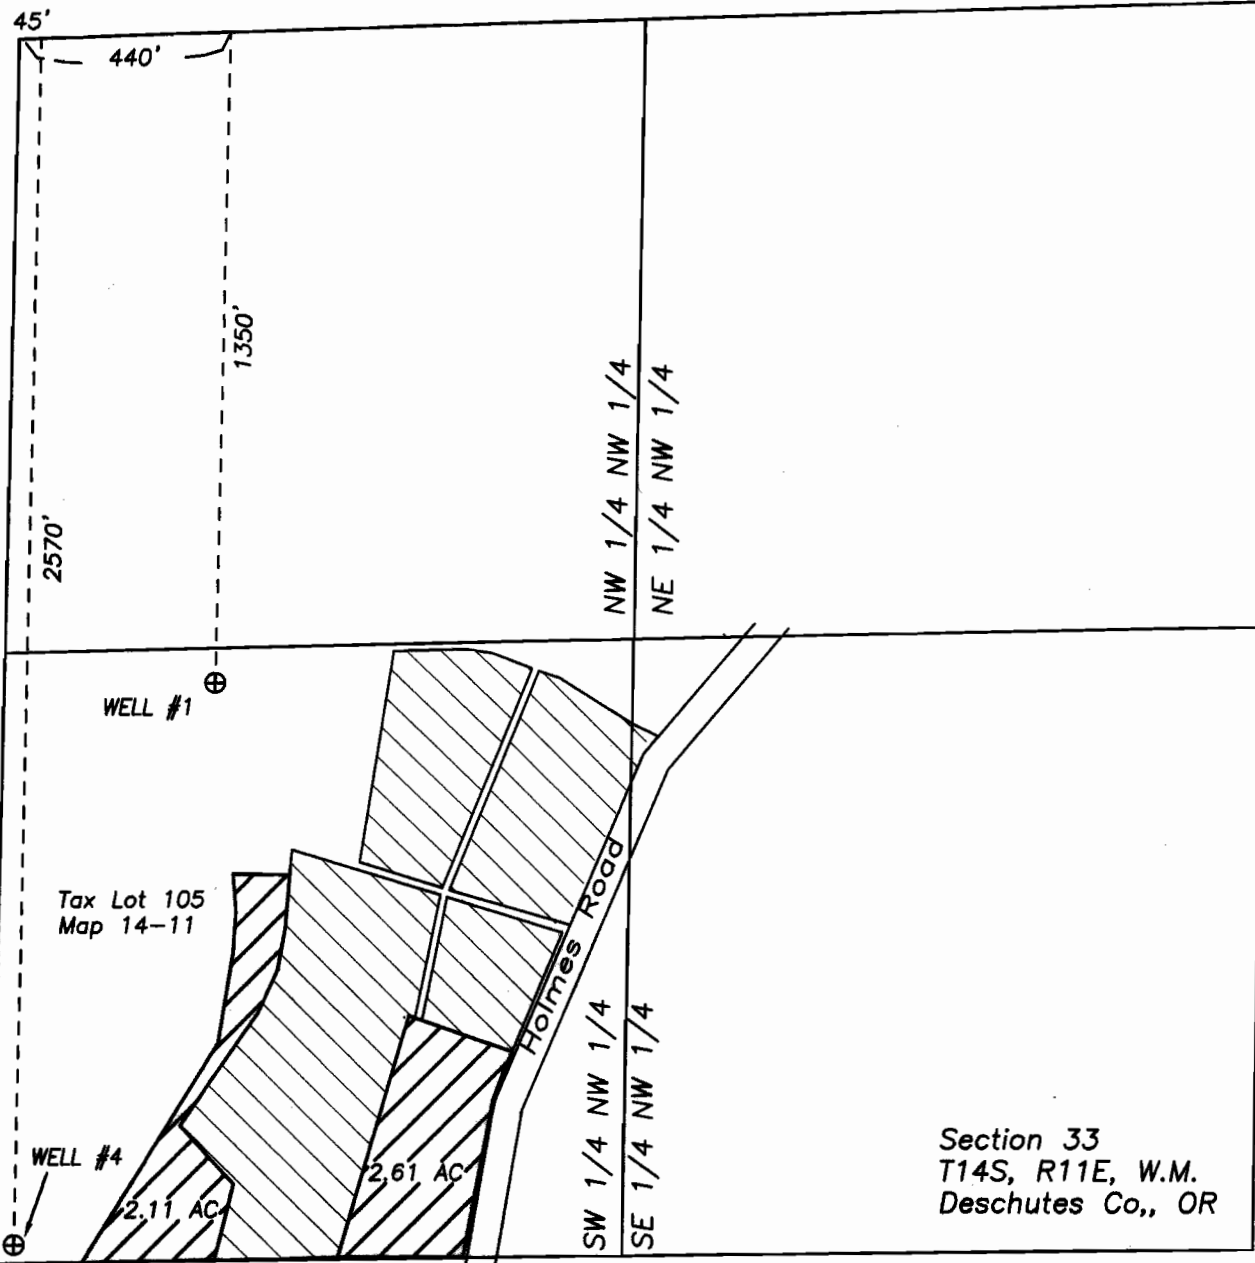 45'
440'
1350'
2570'
NW 1/4 NW 1/4
NE 1/4 NW 1/4
WELL #1
Tax Lot 105
Map 14-11
Holmes Road
SW 1/4 NW 1/4
SE 1/4 NW 1/4
WELL #4
2.11 AC
2.61 AC
Section 33
T14S, R11E, W.M.
Deschutes Co,, OR